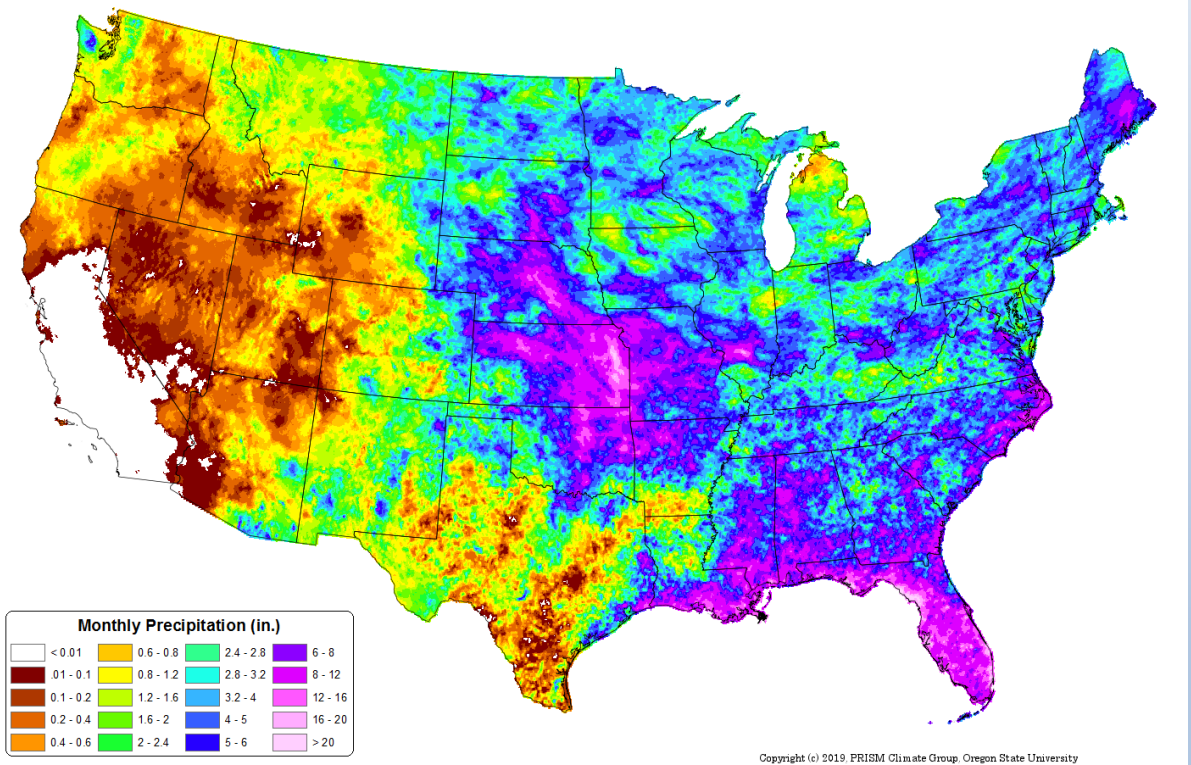 Monthly Precipitation (in.)
< 0.01 0.6 - 0.8 2.4 - 2.8 6 - 8
.01 - 0.1 0.8 - 1.2 2.8 - 3.2 8 - 12
0.1 - 0.2 1.2 - 1.6 3.2 - 4 12 - 16
0.2 - 0.4 1.6 - 2 4 - 5 16 - 20
0.4 - 0.6 2 - 2.4 5 - 6 > 20
Copyright (c) 2019, PRISM Climate Group, Oregon State University